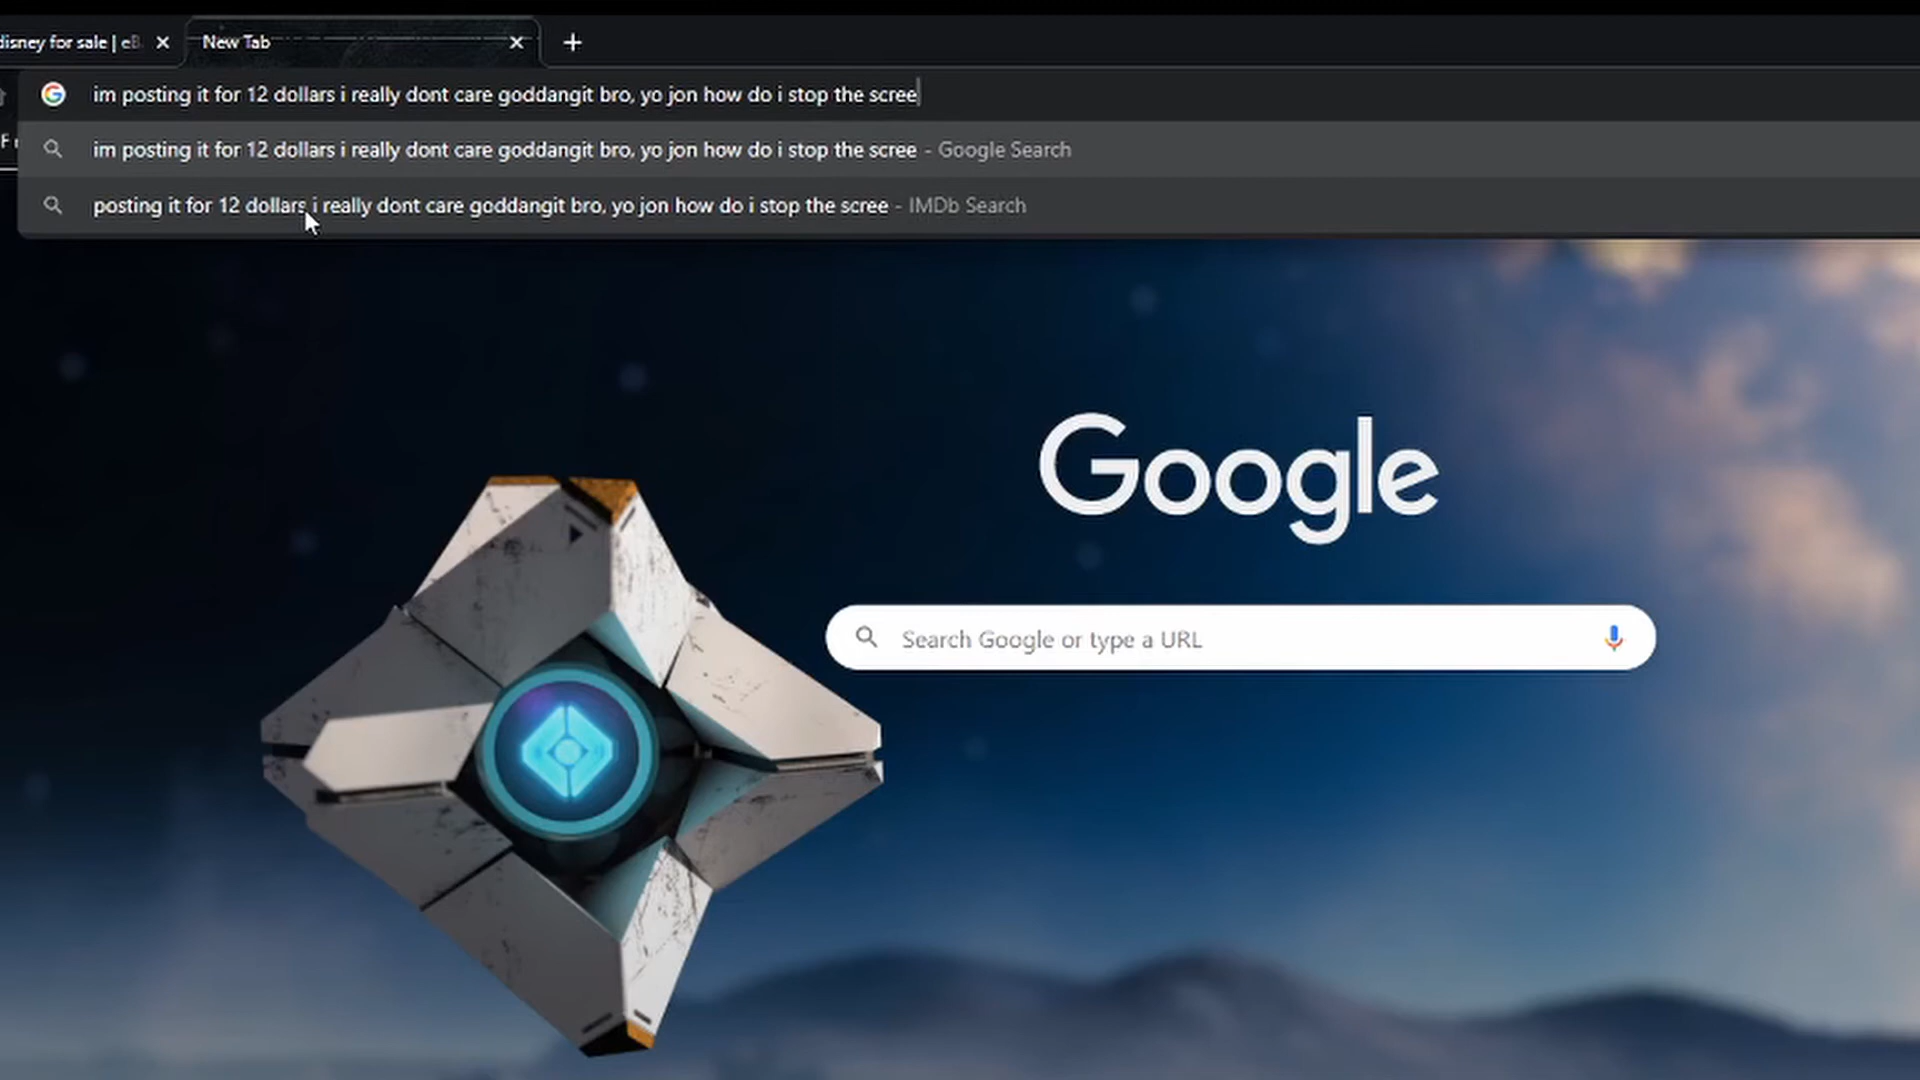 disney for sale | eB
New Tab
im posting it for 12 dollars i really dont care goddangit bro, yo jon how do i stop the scree
im posting it for 12 dollars i really dont care goddangit bro, yo jon how do i stop the scree - Google Search
posting it for 12 dollars i really dont care goddangit bro, yo jon how do i stop the scree - IMDb Search
Google
Search Google or type a URL